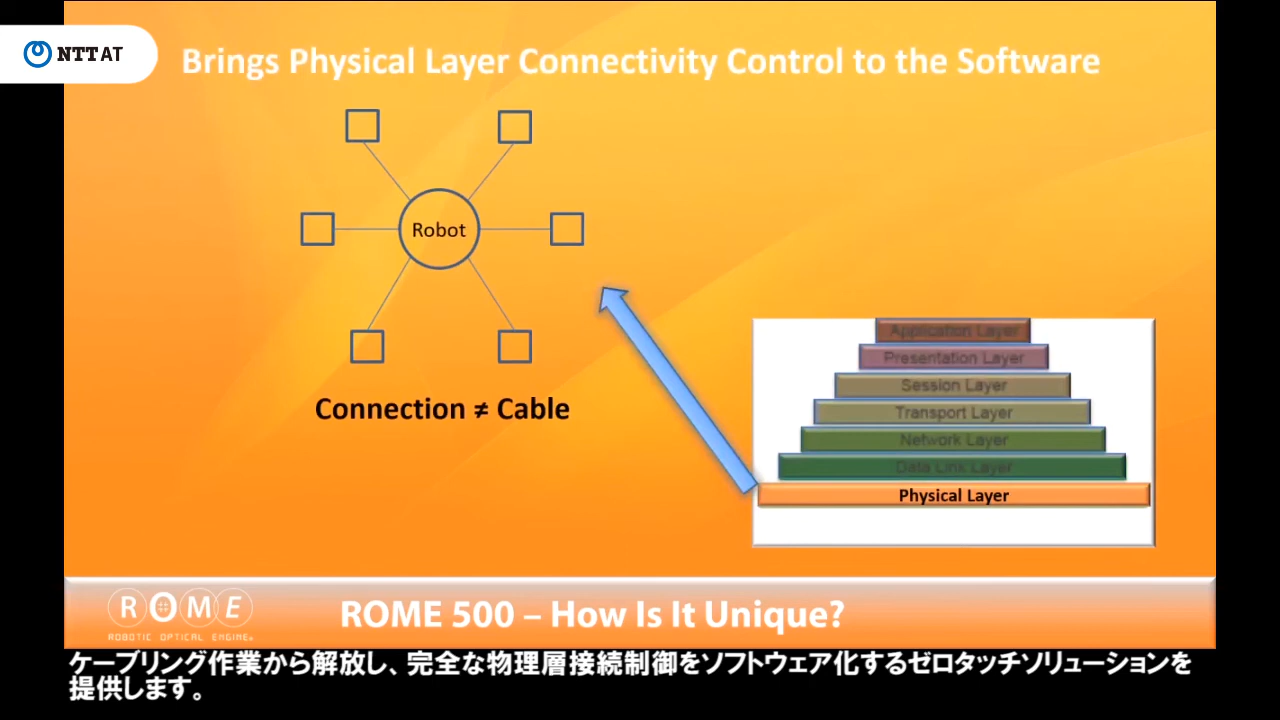 NTT AT
Brings Physical Layer Connectivity Control to the Software
Robot
Connection ≠ Cable
Application Layer
Presentation Layer
Session Layer
Transport Layer
Network Layer
Data Link Layer
Physical Layer
ROME
ROBOTIC OPTICAL ENGINE
ROME 500 – How Is It Unique?
ケーブリング作業から解放し、完全な物理層接続制御をソフトウェア化するゼロタッチソリューションを
提供します。